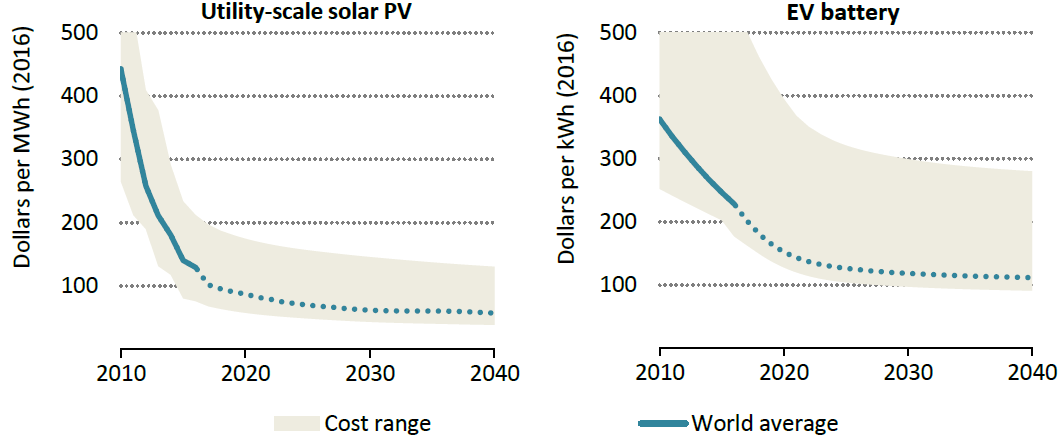 Utility-scale solar PV
Dollars per MWh (2016)
500
400
300
200
100
2010 2020 2030 2040
EV battery
Dollars per kWh (2016)
500
400
300
200
100
2010 2020 2030 2040
Cost range World average